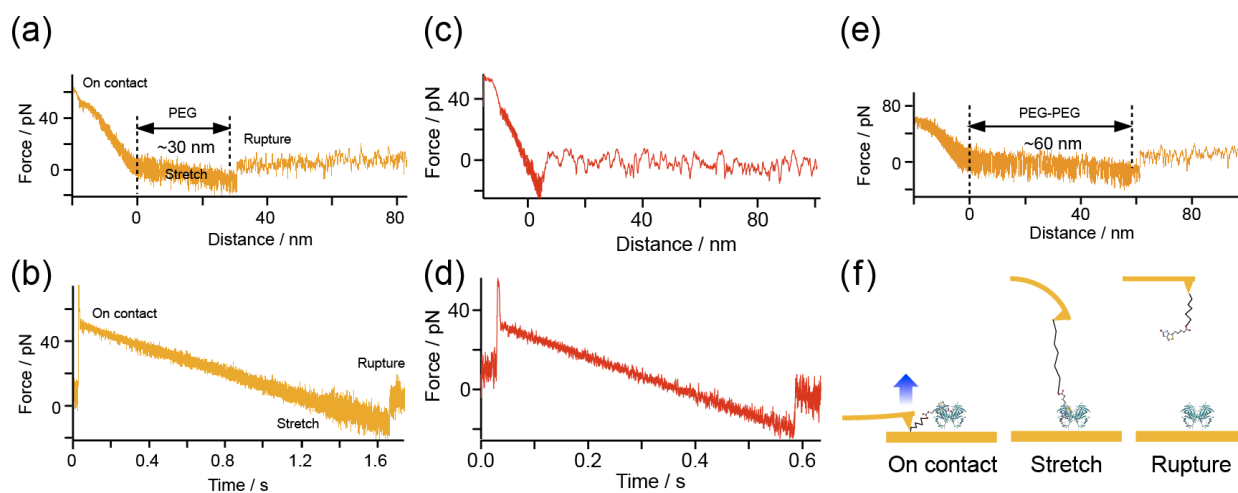 (a)
Force / pN
40
0
On contact
PEG
~30 nm
Stretch
Rupture
0
40
80
Distance / nm
(c)
Force / pN
40
0
0
40
80
Distance / nm
(e)
Force / pN
80
0
PEG-PEG
~60 nm
0
40
80
Distance / nm
(b)
Force / pN
40
0
On contact
Rupture
Stretch
0
0.4
0.8
1.2
1.6
Time / s
(d)
Force / pN
40
0
0.0
0.2
0.4
0.6
Time / s
(f)
On contact
Stretch
Rupture